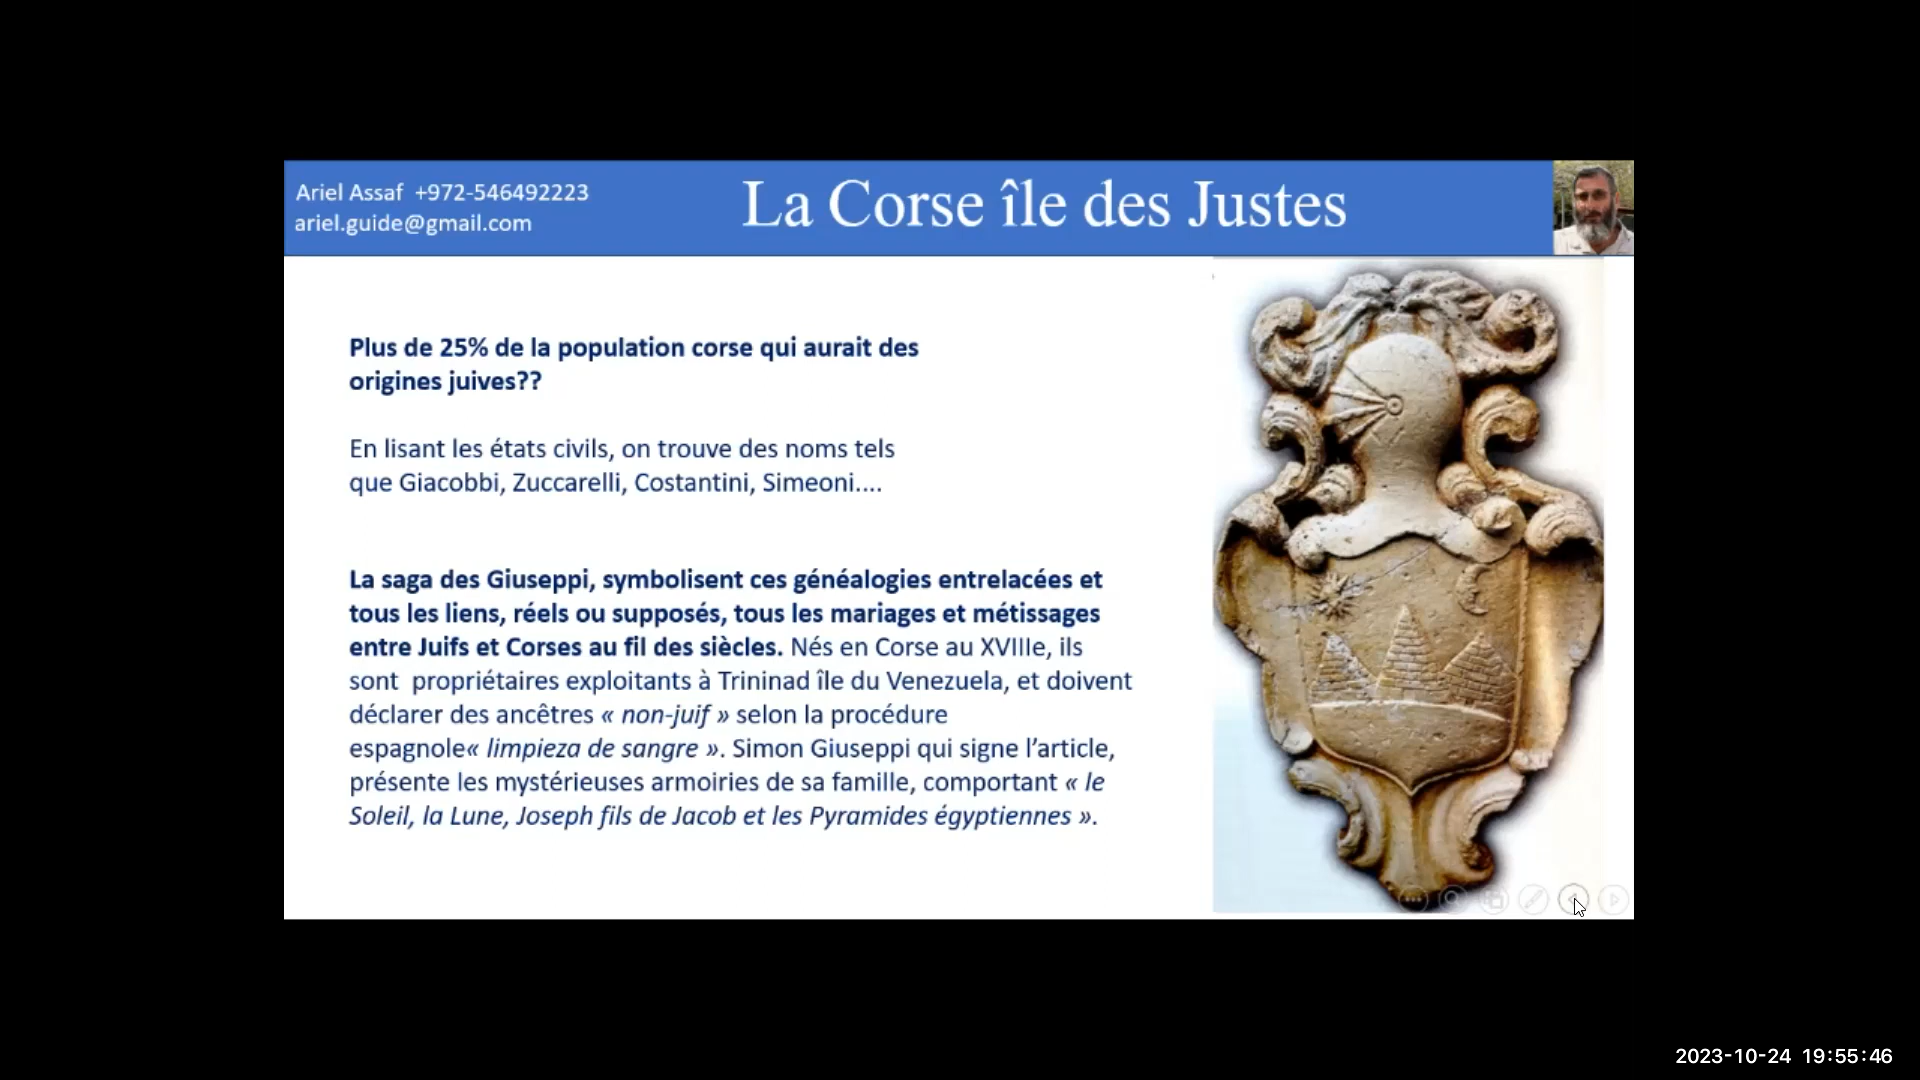 Ariel Assaf +972-546492223
ariel.guide@gmail.com
La Corse île des Justes
Plus de 25% de la population corse qui aurait des
origines juives??
En lisant les états civils, on trouve des noms tels
que Giacobbi, Zuccarelli, Costantini, Simeoni....
La saga des Giuseppi, symbolisent ces généalogies entrelacées et
tous les liens, réels ou supposés, tous les mariages et métissages
entre Juifs et Corses au fil des siècles. Nés en Corse au XVIIIe, ils
sont propriétaires exploitants à Trininad île du Venezuela, et doivent
déclarer des ancêtres « non-juif » selon la procédure
espagnole« limpieza de sangre ». Simon Giuseppi qui signe l’article,
présente les mystérieuses armoiries de sa famille, comportant « le
Soleil, la Lune, Joseph fils de Jacob et les Pyramides égyptiennes ».
2023-10-24 19:55:46